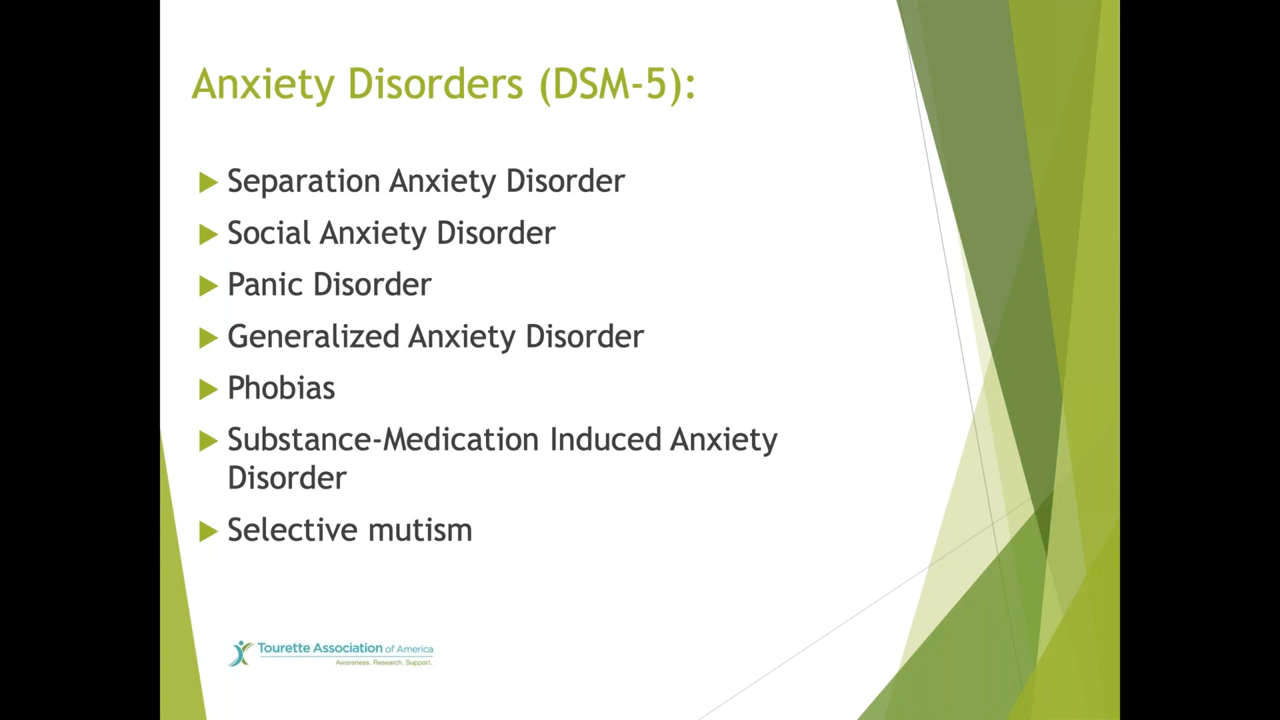 Anxiety Disorders (DSM-5):
Separation Anxiety Disorder
Social Anxiety Disorder
Panic Disorder
Generalized Anxiety Disorder
Phobias
Substance-Medication Induced Anxiety
Disorder
Selective mutism
Tourette Association of America
Awareness. Research. Support.